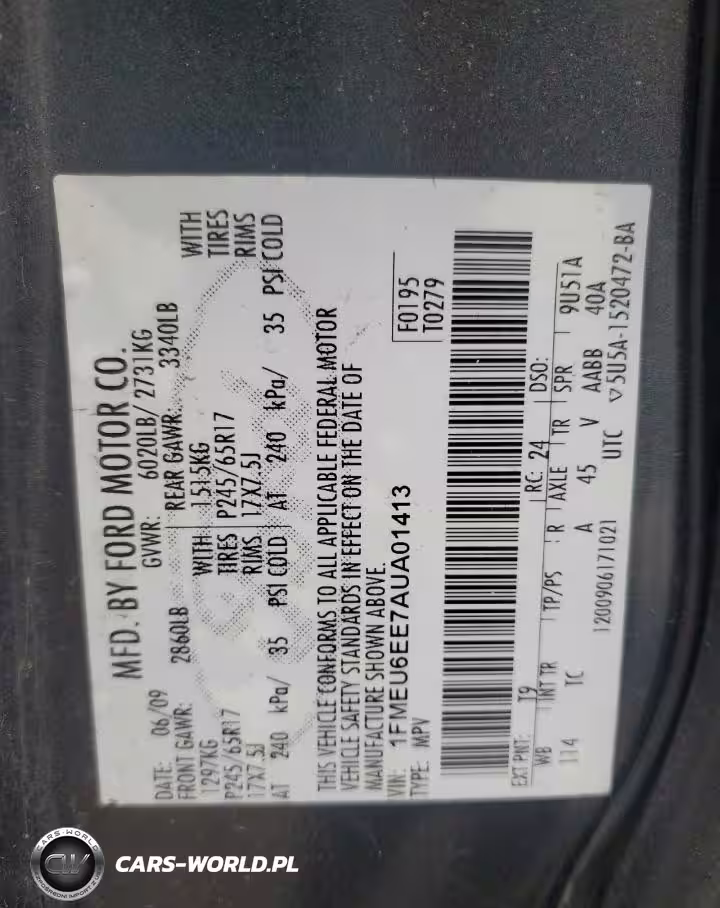 MFD. BY FORD MOTOR CO.
DATE: 06/09 GVWR: 6020LB/ 2731KG
FRONT GAWR: 2860LB REAR GAWR: 3340LB
1297KG WITH 1515KG WITH
P245/65R17 TIRES P245/65R17 TIRES
17X7.5J RIMS 17X7.5J RIMS
AT 240 kPa/ 35 PSI COLD AT 240 kPa/ 35 PSI COLD
THIS VEHICLE CONFORMS TO ALL APPLICABLE FEDERAL MOTOR
VEHICLE SAFETY STANDARDS IN EFFECT ON THE DATE OF
MANUFACTURE SHOWN ABOVE.
VIN: 1FMEU6EE7AUA01413 F0195
TYPE: MPV T0279
EXT PNT: T9 RC: 24 DSO:
WB INT TR TP/PS R AXLE TR SPR 9U51A
114 TC A 45 V AABB 40A
1200906171021 UTC ▽5U5A-1520472-BA
CARS-WORLD
CW
CARS-WORLD.PL